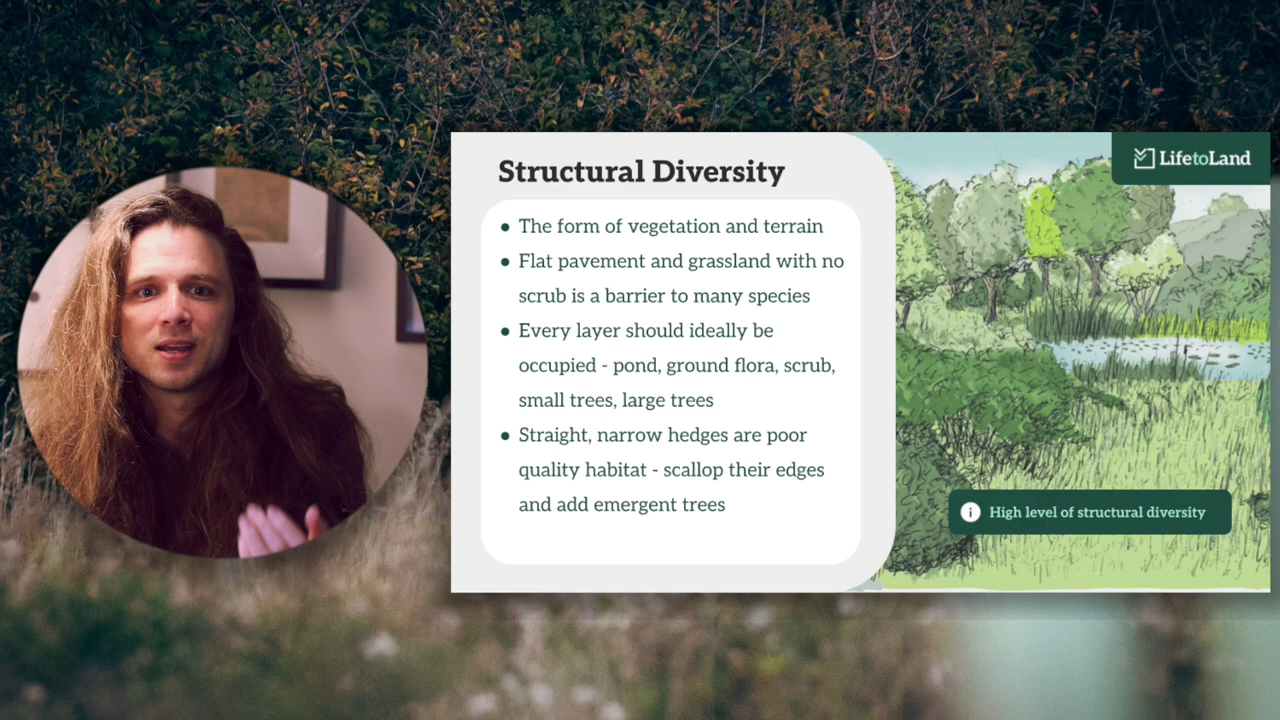 Structural Diversity
LifetoLand
● The form of vegetation and terrain
● Flat pavement and grassland with no
scrub is a barrier to many species
● Every layer should ideally be
occupied - pond, ground flora, scrub,
small trees, large trees
● Straight, narrow hedges are poor
quality habitat - scallop their edges
and add emergent trees
i High level of structural diversity